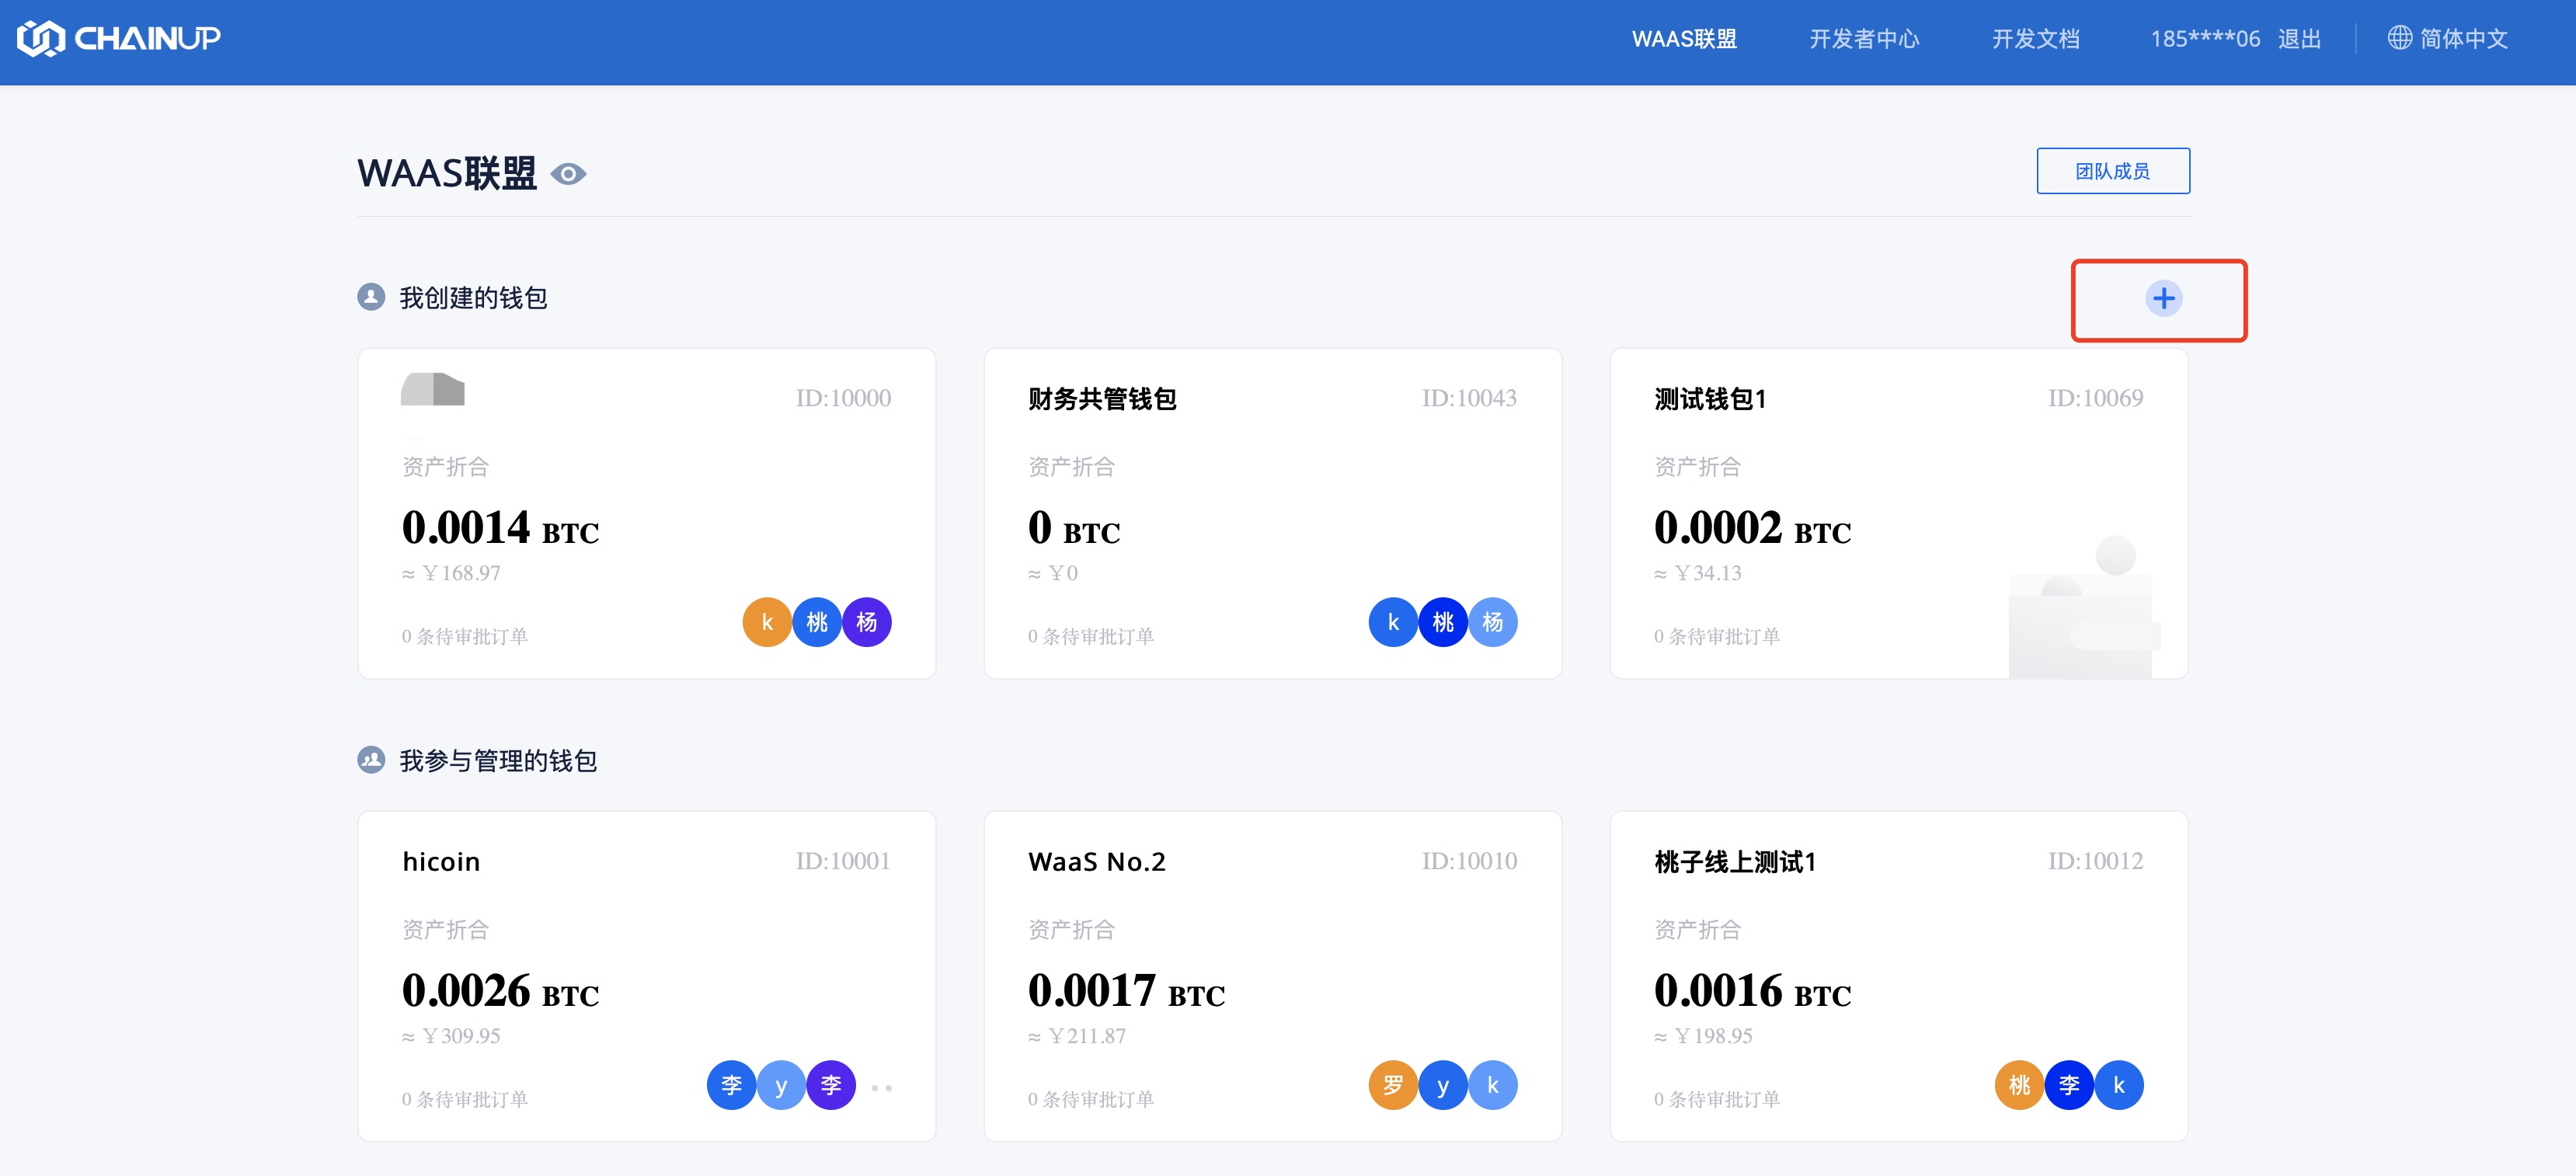 CHAINUP
WAAS联盟 开发者中心 开发文档 185****06 退出 简体中文
WAAS联盟
团队成员
我创建的钱包
ID:10000
资产折合
0.0014 BTC
≈ ￥168.97
0 条待审批订单
k 桃 杨
财务共管钱包 ID:10043
资产折合
0 BTC
≈ ￥0
0 条待审批订单
k 桃 杨
测试钱包1 ID:10069
资产折合
0.0002 BTC
≈ ￥34.13
0 条待审批订单
我参与管理的钱包
hicoin ID:10001
资产折合
0.0026 BTC
≈ ￥309.95
0 条待审批订单
李 y 李
WaaS No.2 ID:10010
资产折合
0.0017 BTC
≈ ￥211.87
0 条待审批订单
罗 y k
桃子线上测试1 ID:10012
资产折合
0.0016 BTC
≈ ￥198.95
0 条待审批订单
桃 李 k